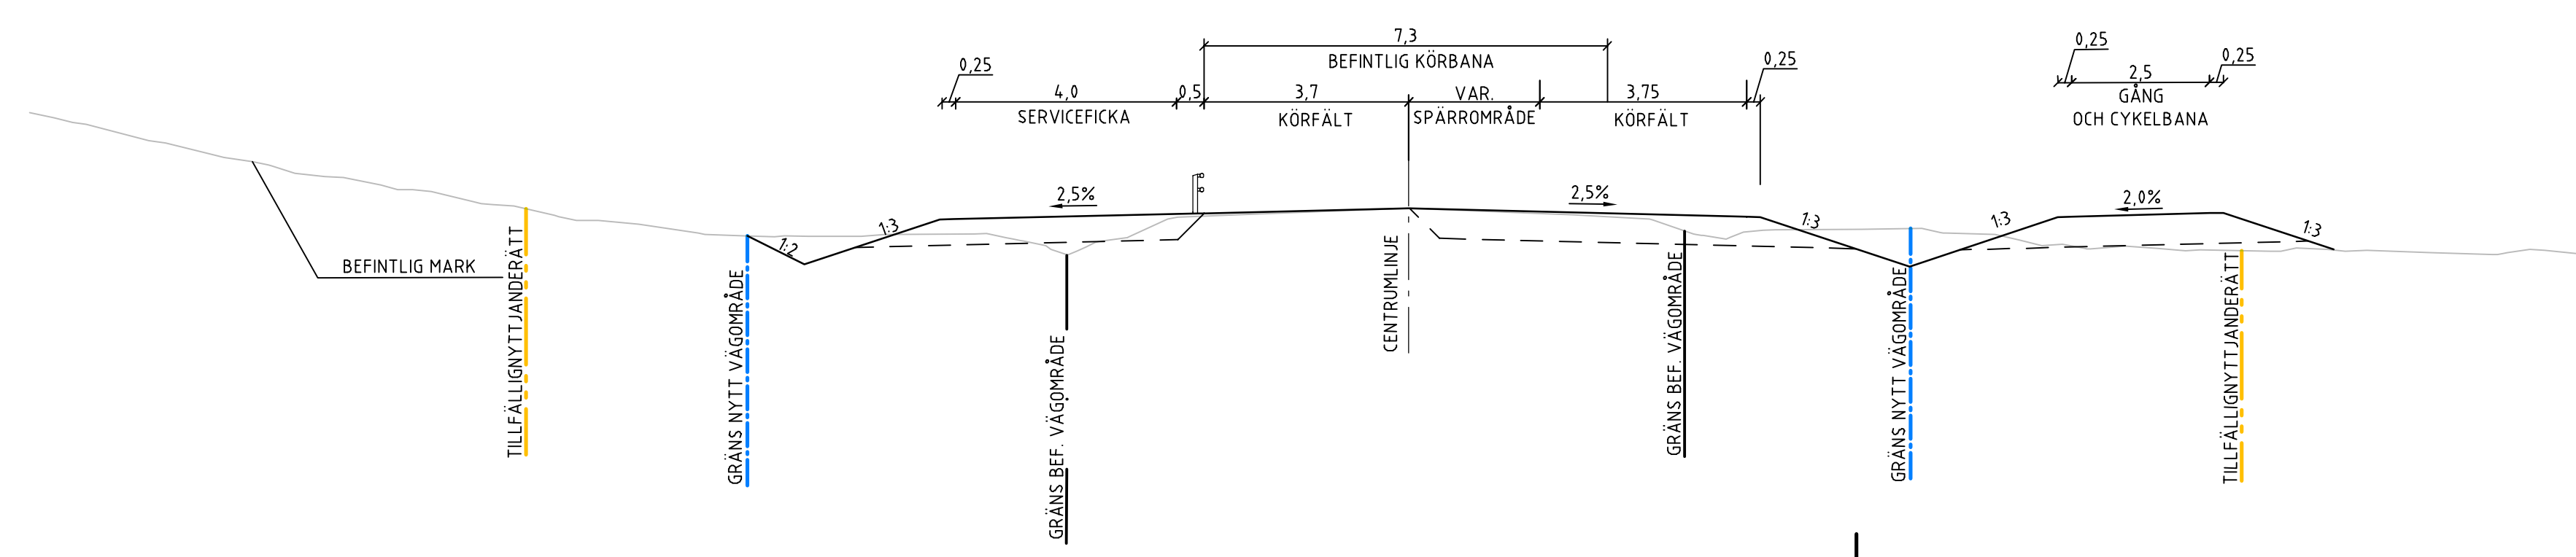 7,3
BEFINTLIG KÖRBANA
0,25
4,0
SERVICEFICKA
0,5
3,7
KÖRFÄLT
VAR.
SPÄRROMRÅDE
3,75
KÖRFÄLT
0,25
0,25
2,5
0,25
GÅNG
OCH CYKELBANA
2,5%
2,5%
2,0%
1:2
1:3
1:3
1:3
1:3
BEFINTLIG MARK
TILLFÄLLIGNYTTJANDERÄTT
GRÄNS NYTT VÄGOMRÅDE
GRÄNS BEF. VÄGOMRÅDE
CENTRUMLINJE
GRÄNS BEF. VÄGOMRÅDE
GRÄNS NYTT VÄGOMRÅDE
TILLFÄLLIGNYTTJANDERÄTT